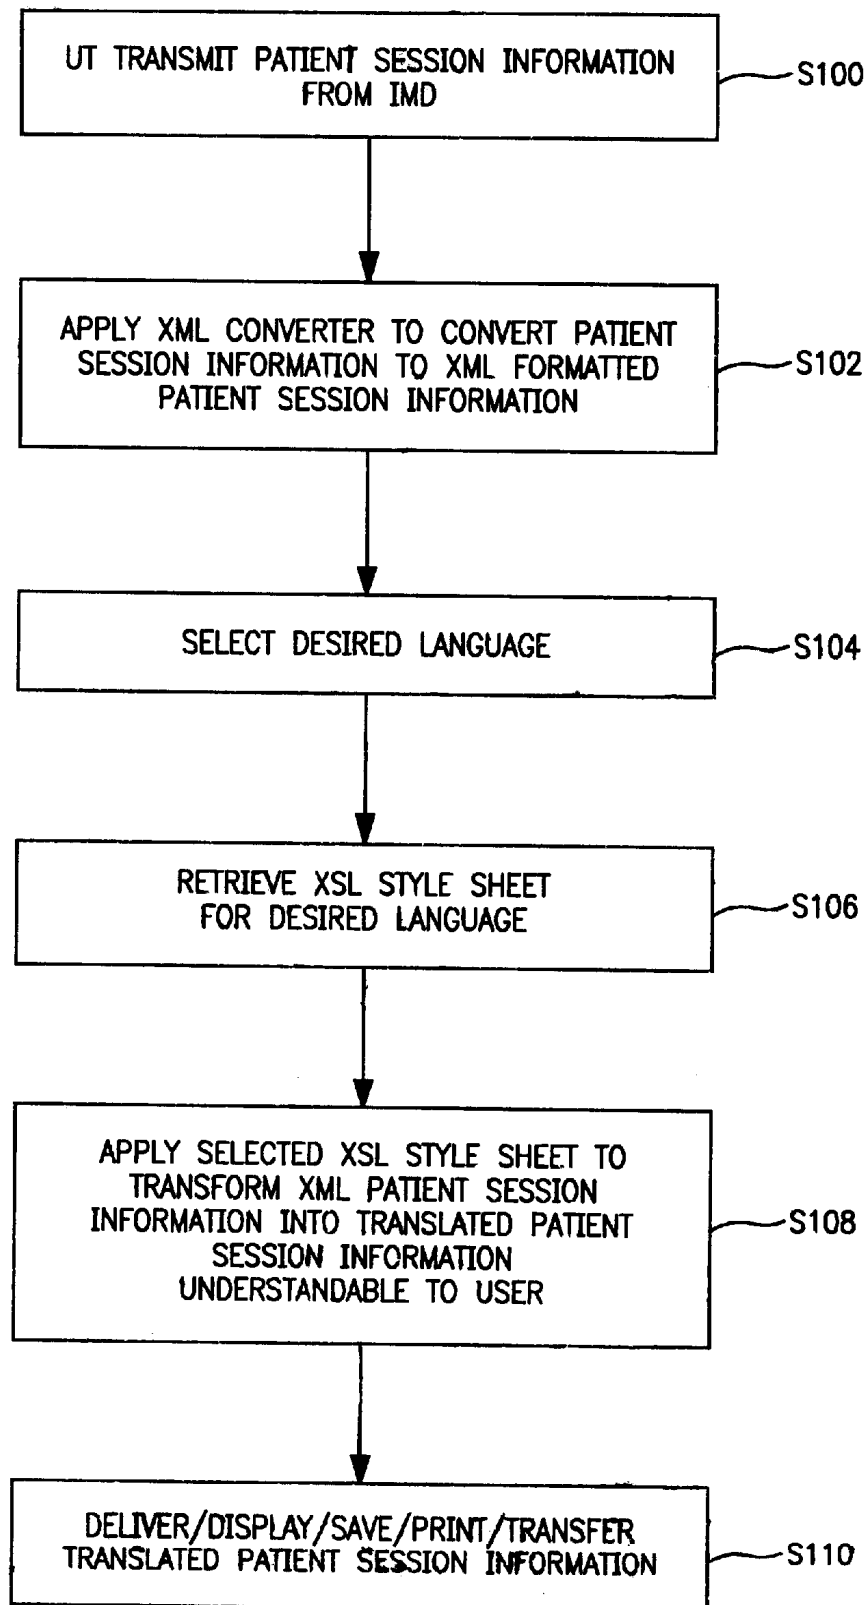 UT TRANSMIT PATIENT SESSION INFORMATION
FROM IMD
S100
APPLY XML CONVERTER TO CONVERT PATIENT
SESSION INFORMATION TO XML FORMATTED
PATIENT SESSION INFORMATION
S102
SELECT DESIRED LANGUAGE
S104
RETRIEVE XSL STYLE SHEET
FOR DESIRED LANGUAGE
S106
APPLY SELECTED XSL STYLE SHEET TO
TRANSFORM XML PATIENT SESSION
INFORMATION INTO TRANSLATED PATIENT
SESSION INFORMATION
UNDERSTANDABLE TO USER
S108
DELIVER/DISPLAY/SAVE/PRINT/TRANSFER
TRANSLATED PATIENT SESSION INFORMATION
S110